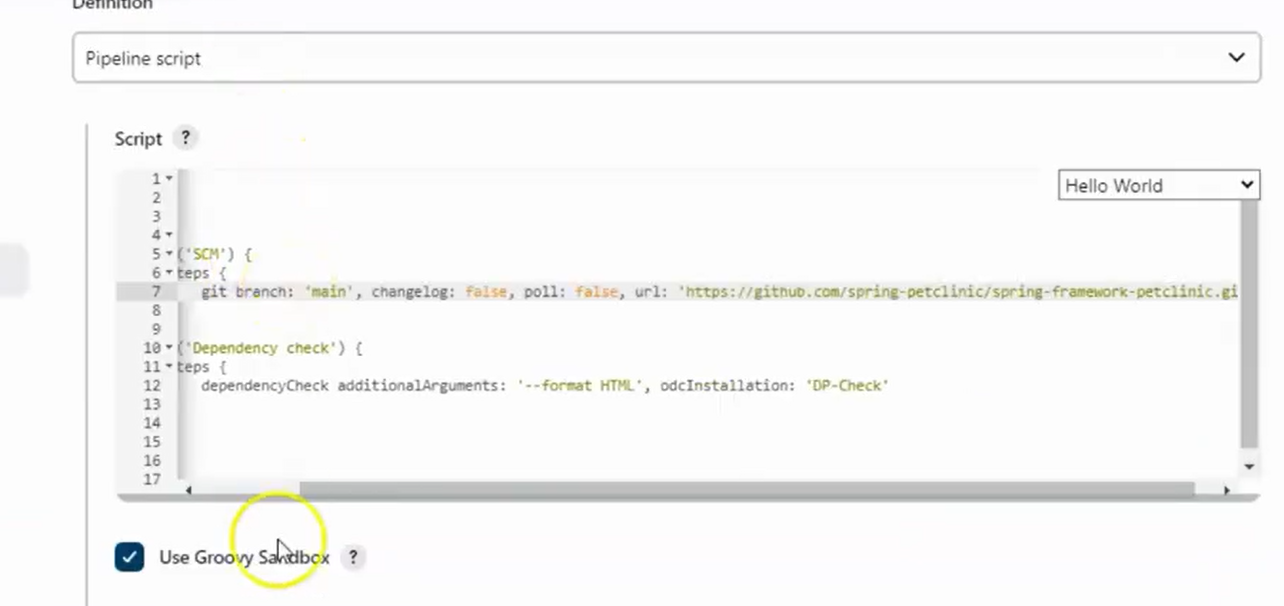 Definition
Pipeline script
Script ?
Hello World
1
2
3
4
5 ('SCM') {
6 teps {
7 git branch: 'main', changelog: false, poll: false, url: 'https://github.com/spring-petclinic/spring-framework-petclinic.gi
8
9
10 ('Dependency check') {
11 teps {
12 dependencyCheck additionalArguments: '--format HTML', odcInstallation: 'DP-Check'
13
14
15
16
17
Use Groovy Sandbox ?